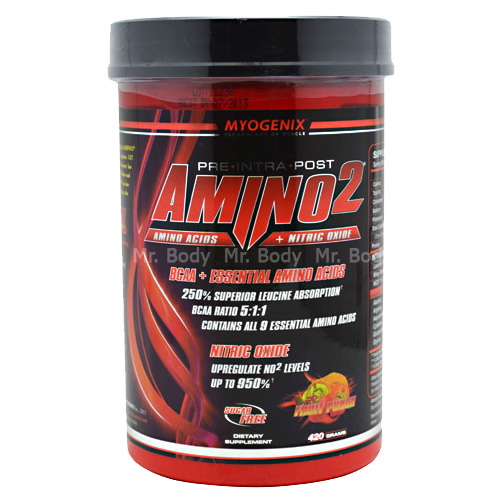 MYOGENIX
PRE-INTRA-POST
AMINO2
AMINO ACIDS + NITRIC OXIDE
Mr. Body Mr. Body Mr. Body
BCAA + ESSENTIAL AMINO ACIDS
250% SUPERIOR LEUCINE ABSORPTION†
BCAA RATIO 5:1:1
CONTAINS ALL 9 ESSENTIAL AMINO ACIDS
NITRIC OXIDE
UPREGULATE NO² LEVELS
UP TO 950%†
SUGAR
FREE
FRUIT PUNCH
DIETARY
SUPPLEMENT
420 GRAMS